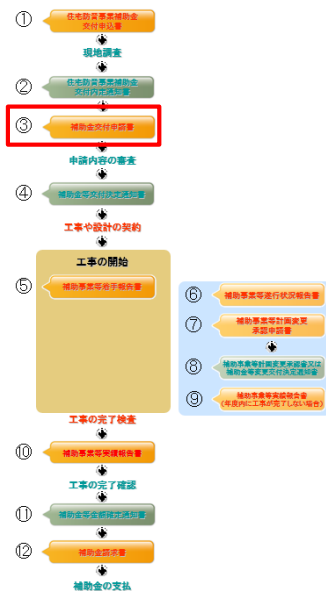 ①
住宅防音事業補助金
交付申込書
現地調査
②
住宅防音事業補助金
交付内定通知書
③
補助金交付申請書
申請内容の審査
④
補助金等交付決定通知書
工事や設計の契約
工事の開始
⑤
補助事業等着手報告書
⑥
補助事業等遂行状況報告書
⑦
補助事業等計画変更
承認申請書
⑧
補助事業等計画変更承認書又は
補助金等変更交付決定通知書
⑨
補助事業等実績報告書
(年度内に工事が完了しない場合)
工事の完了検査
⑩
補助事業等実績報告書
工事の完了確認
⑪
補助金等金額確定通知書
⑫
補助金請求書
補助金の支払